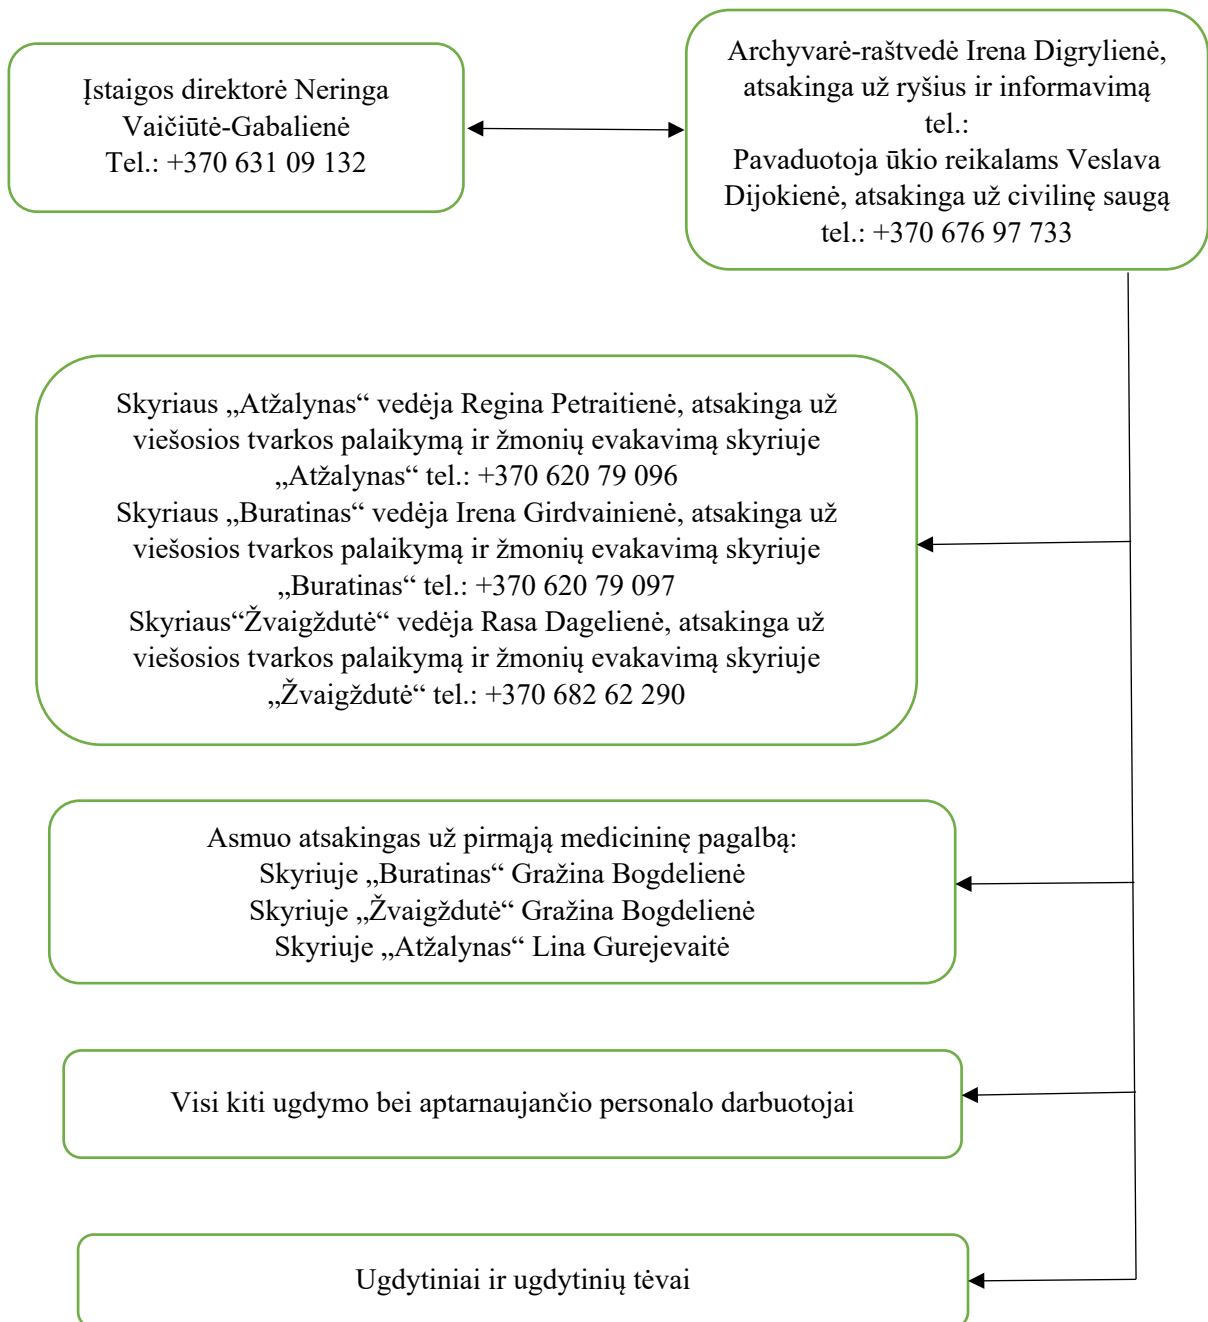 Įstaigos direktorė Neringa
Vaičiūtė-Gabalienė
Tel.: +370 631 09 132
Archyvarė-raštvedė Irena Digrylienė,
atsakinga už ryšius ir informavimą
tel.:
Pavaduotoja ūkio reikalams Veslava
Dijokienė, atsakinga už civilinę saugą
tel.: +370 676 97 733
Skyriaus „Atžalynas“ vedėja Regina Petraitienė, atsakinga už
viešosios tvarkos palaikymą ir žmonių evakavimą skyriuje
„Atžalynas“ tel.: +370 620 79 096
Skyriaus „Buratinas“ vedėja Irena Girdvainienė, atsakinga už
viešosios tvarkos palaikymą ir žmonių evakavimą skyriuje
„Buratinas“ tel.: +370 620 79 097
Skyriaus“Žvaigždutė“ vedėja Rasa Dagelienė, atsakinga už
viešosios tvarkos palaikymą ir žmonių evakavimą skyriuje
„Žvaigždutė“ tel.: +370 682 62 290
Asmuo atsakingas už pirmąją medicininę pagalbą:
Skyriuje „Buratinas“ Gražina Bogdelienė
Skyriuje „Žvaigždutė“ Gražina Bogdelienė
Skyriuje „Atžalynas“ Lina Gurejevaitė
Visi kiti ugdymo bei aptarnaujančio personalo darbuotojai
Ugdytiniai ir ugdytinių tėvai